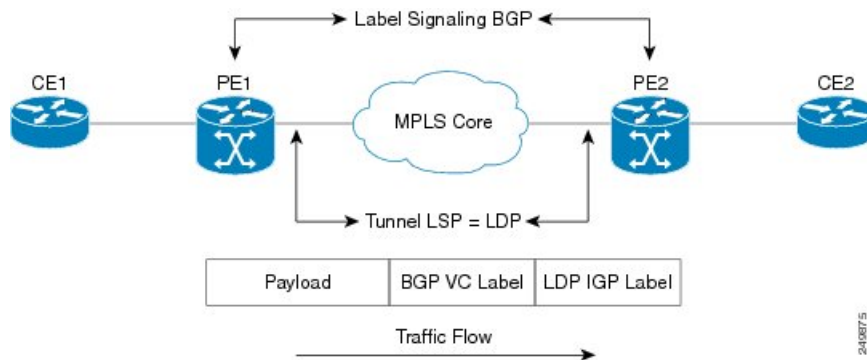 Label Signaling BGP
CE1
PE1
PE2
CE2
MPLS Core
Tunnel LSP = LDP
Payload
BGP VC Label
LDP IGP Label
Traffic Flow
249875